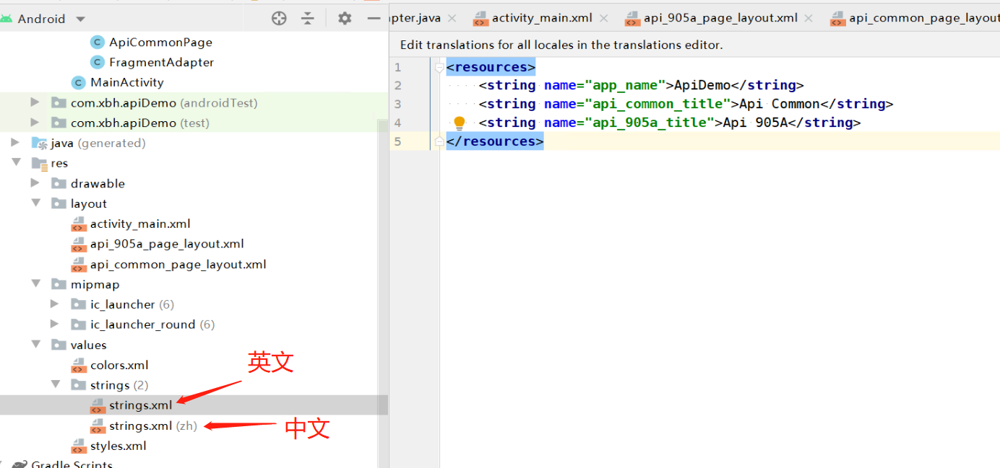 Android
ApiCommonPage
FragmentAdapter
MainActivity
com.xbh.apiDemo (androidTest)
com.xbh.apiDemo (test)
java (generated)
res
drawable
layout
activity_main.xml
api_905a_page_layout.xml
api_common_page_layout.xml
mipmap
ic_launcher (6)
ic_launcher_round (6)
values
colors.xml
strings (2)
strings.xml
strings.xml (zh)
styles.xml
Gradle Scripts
英文
中文
apter.java activity_main.xml api_905a_page_layout.xml api_common_page_layout
Edit translations for all locales in the translations editor.
1 <resources>
2 <string name="app_name">ApiDemo</string>
3 <string name="api_common_title">Api Common</string>
4 <string name="api_905a_title">Api 905A</string>
5 </resources>